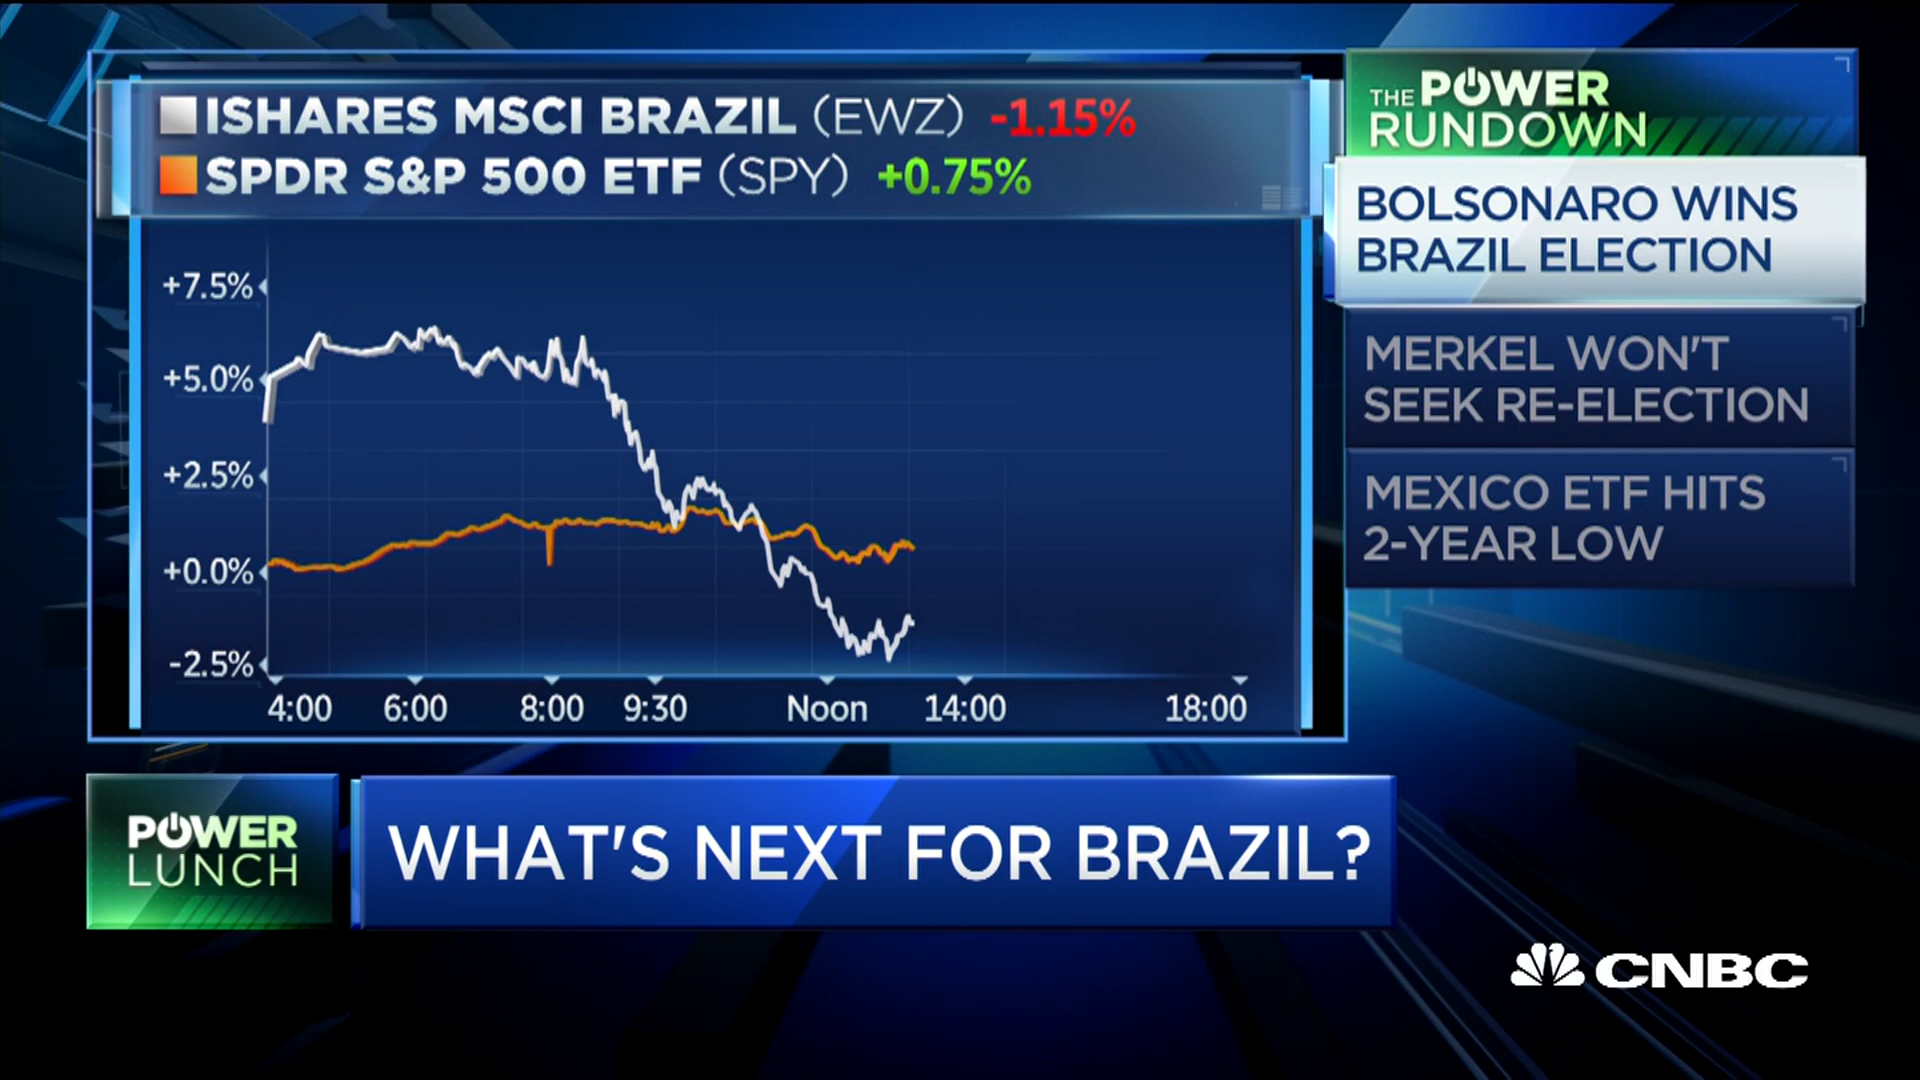 ISHARES MSCI BRAZIL (EWZ) -1.15%
SPDR S&P 500 ETF (SPY) +0.75%
+7.5%
+5.0%
+2.5%
+0.0%
-2.5%
4:00 6:00 8:00 9:30 Noon 14:00 18:00
THE POWER
RUNDOWN
BOLSONARO WINS
BRAZIL ELECTION
MERKEL WON'T
SEEK RE-ELECTION
MEXICO ETF HITS
2-YEAR LOW
POWER
LUNCH
WHAT'S NEXT FOR BRAZIL?
CNBC